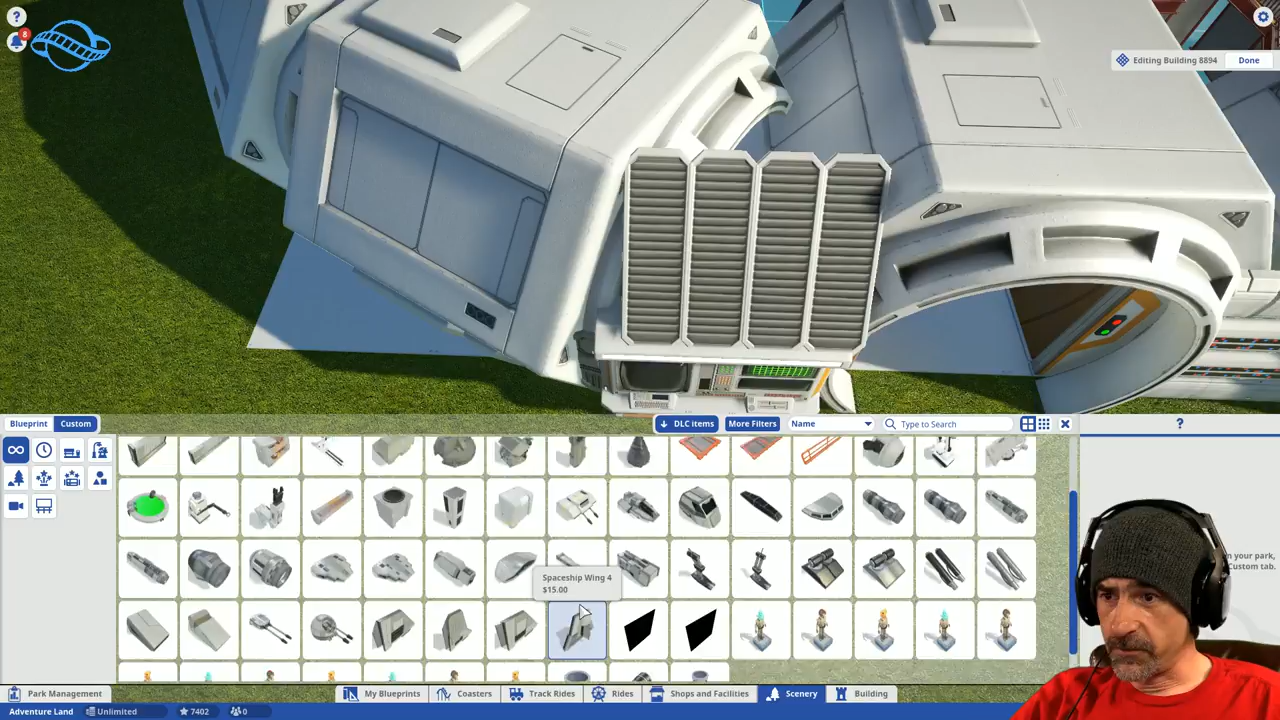 ?
8
Editing Building 8894
Done
Blueprint
Custom
DLC items
More Filters
Name
Type to Search
?
Spaceship Wing 4
$15.00
in your park,
Custom tab.
Park Management
My Blueprints
Coasters
Track Rides
Rides
Shops and Facilities
Scenery
Building
Adventure Land
Unlimited
7402
0